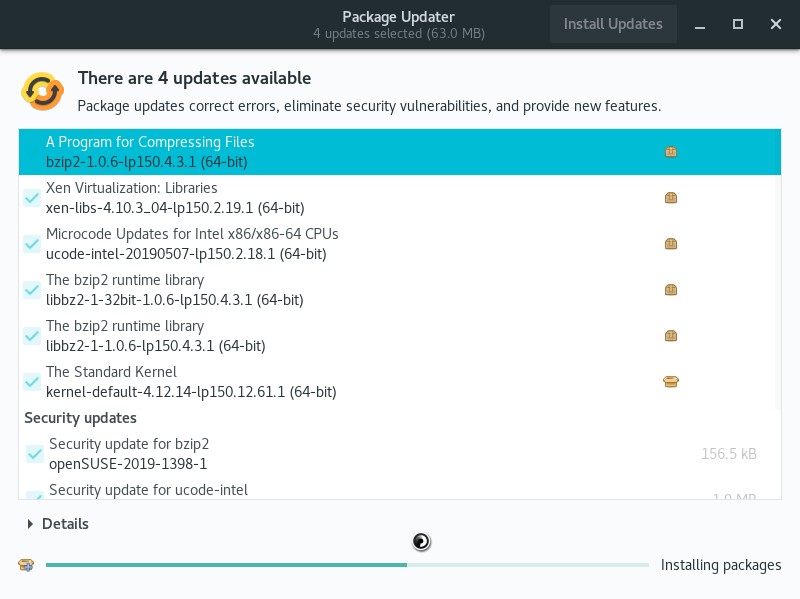 Package Updater
4 updates selected (63.0 MB)
Install Updates
There are 4 updates available
Package updates correct errors, eliminate security vulnerabilities, and provide new features.
A Program for Compressing Files
bzip2-1.0.6-lp150.4.3.1 (64-bit)
Xen Virtualization: Libraries
xen-libs-4.10.3_04-lp150.2.19.1 (64-bit)
Microcode Updates for Intel x86/x86-64 CPUs
ucode-intel-20190507-lp150.2.18.1 (64-bit)
The bzip2 runtime library
libbz2-1-32bit-1.0.6-lp150.4.3.1 (64-bit)
The bzip2 runtime library
libbz2-1-1.0.6-lp150.4.3.1 (64-bit)
The Standard Kernel
kernel-default-4.12.14-lp150.12.61.1 (64-bit)
Security updates
Security update for bzip2
openSUSE-2019-1398-1
156.5 kB
Security update for ucode-intel
Details
Installing packages